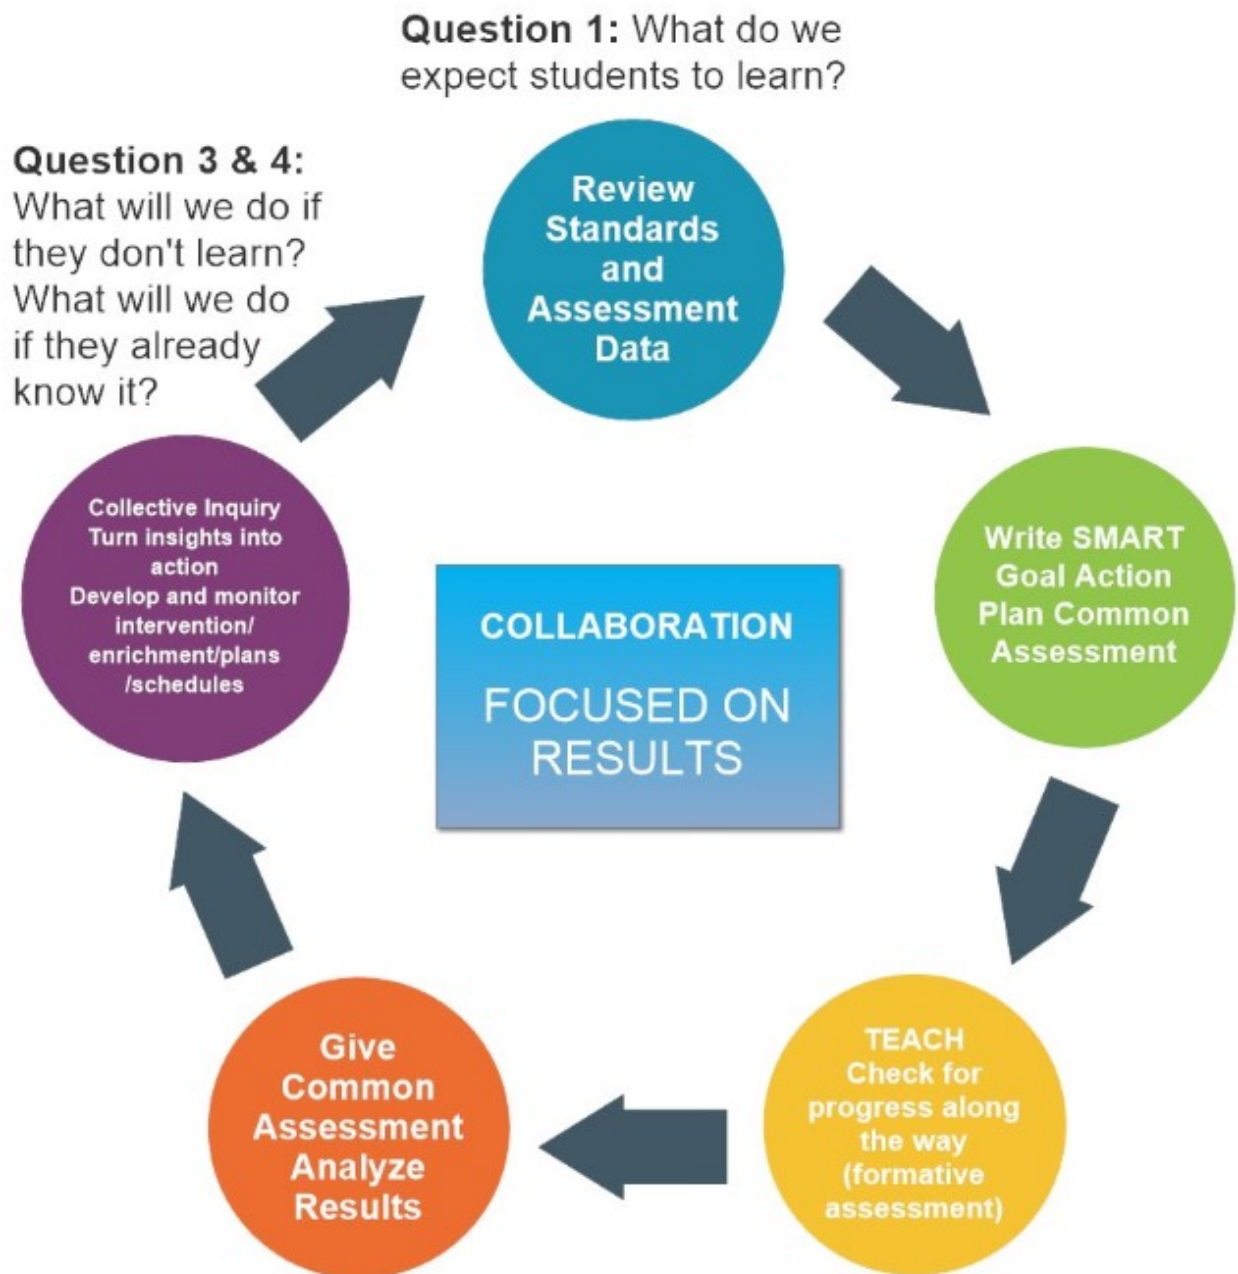 Question 1: What do we
expect students to learn?
Question 3 & 4:
What will we do if
they don't learn?
What will we do
if they already
know it?
Review
Standards
and
Assessment
Data
Write SMART
Goal Action
Plan Common
Assessment
TEACH
Check for
progress along
the way
(formative
assessment)
Give
Common
Assessment
Analyze
Results
Collective Inquiry
Turn insights into
action
Develop and monitor
intervention/
enrichment/plans
/schedules
COLLABORATION
FOCUSED ON
RESULTS